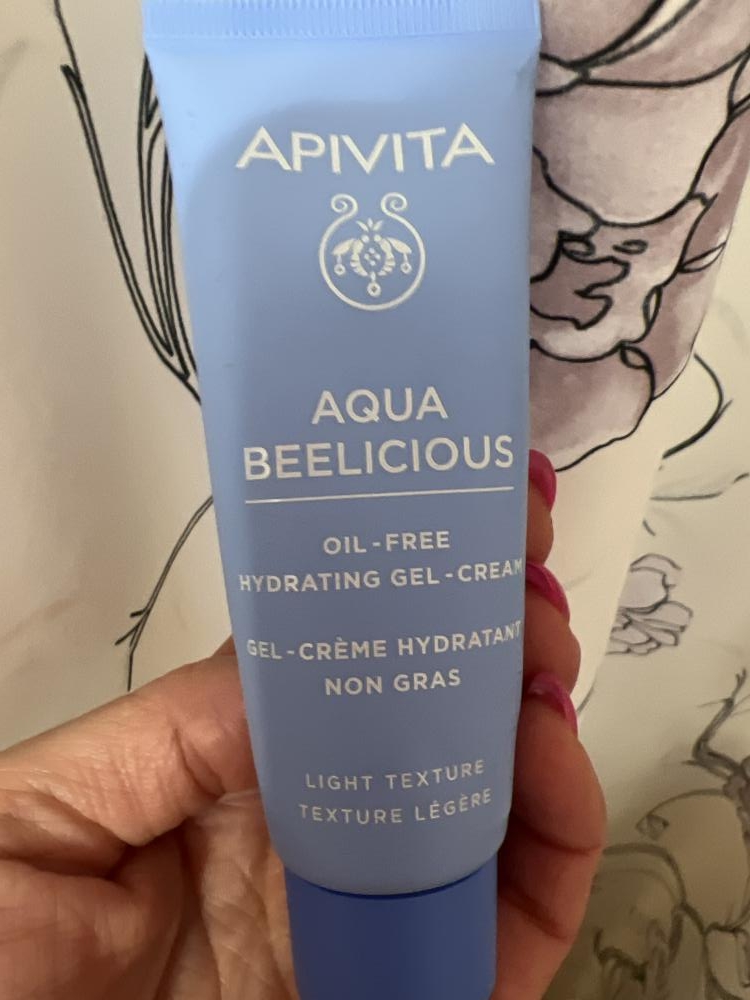 APIVITA
AQUA
BEELICIOUS
OIL-FREE
HYDRATING GEL-CREAM
GEL-CRÈME HYDRATANT
NON GRAS
LIGHT TEXTURE
TEXTURE LÉGÈRE